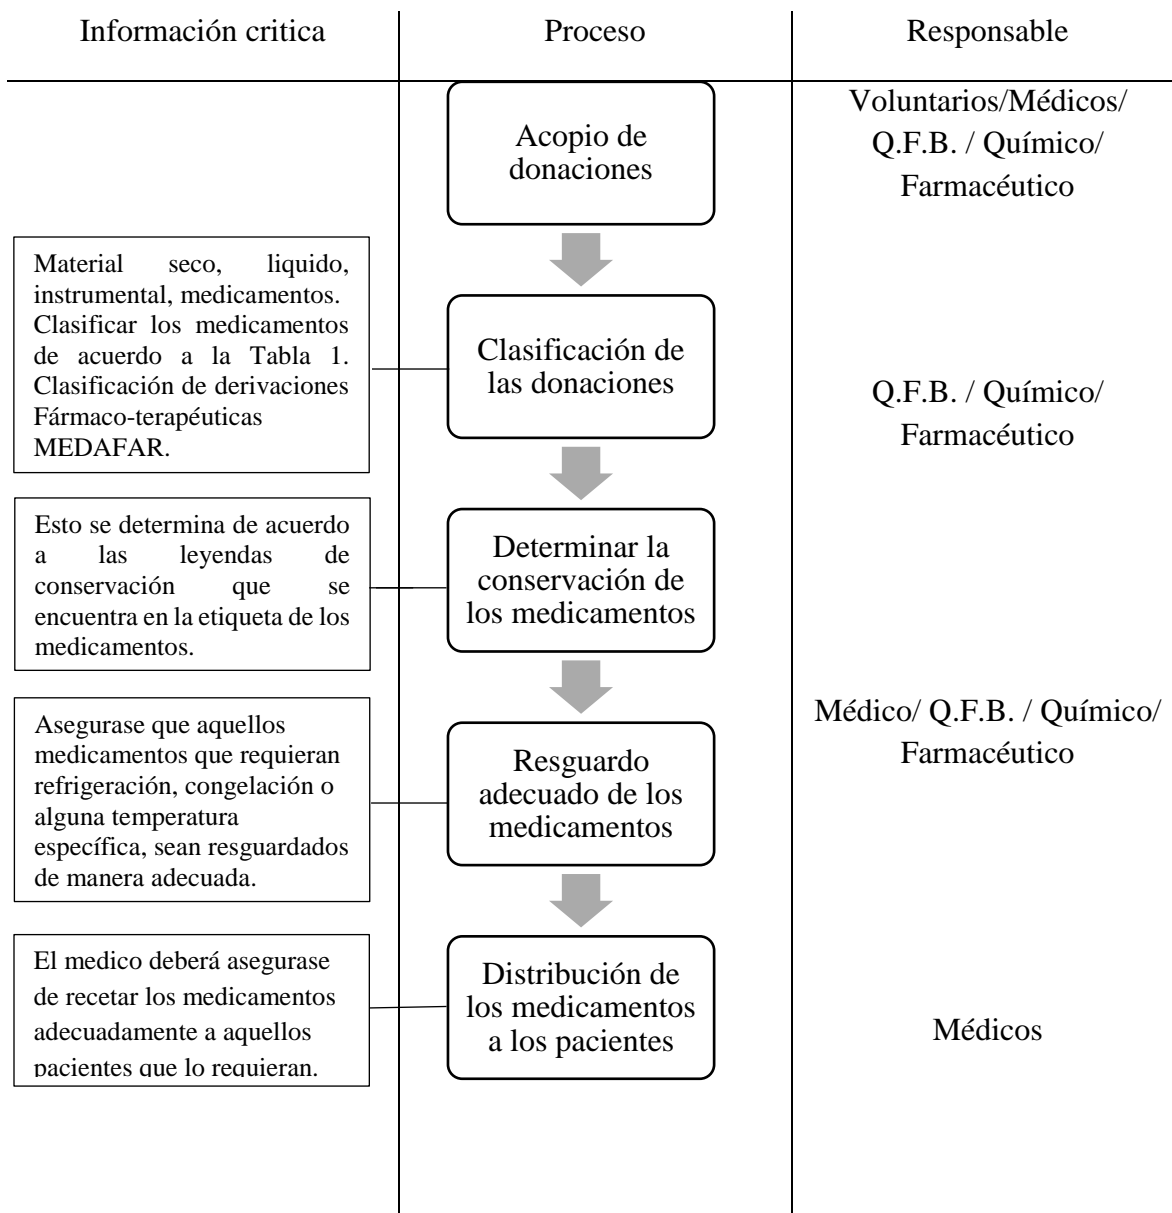 Información critica
Proceso
Responsable
Acopio de
donaciones
Voluntarios/Médicos/
Q.F.B. / Químico/
Farmacéutico
Material seco, liquido,
instrumental, medicamentos.
Clasificar los medicamentos
de acuerdo a la Tabla 1.
Clasificación de derivaciones
Fármaco-terapéuticas
MEDAFAR.
Clasificación de
las donaciones
Q.F.B. / Químico/
Farmacéutico
Esto se determina de acuerdo
a las leyendas de
conservación que se
encuentra en la etiqueta de los
medicamentos.
Determinar la
conservación de
los medicamentos
Asegurase que aquellos
medicamentos que requieran
refrigeración, congelación o
alguna temperatura
específica, sean resguardados
de manera adecuada.
Resguardo
adecuado de los
medicamentos
Médico/ Q.F.B. / Químico/
Farmacéutico
El medico deberá asegurase
de recetar los medicamentos
adecuadamente a aquellos
pacientes que lo requieran.
Distribución de
los medicamentos
a los pacientes
Médicos